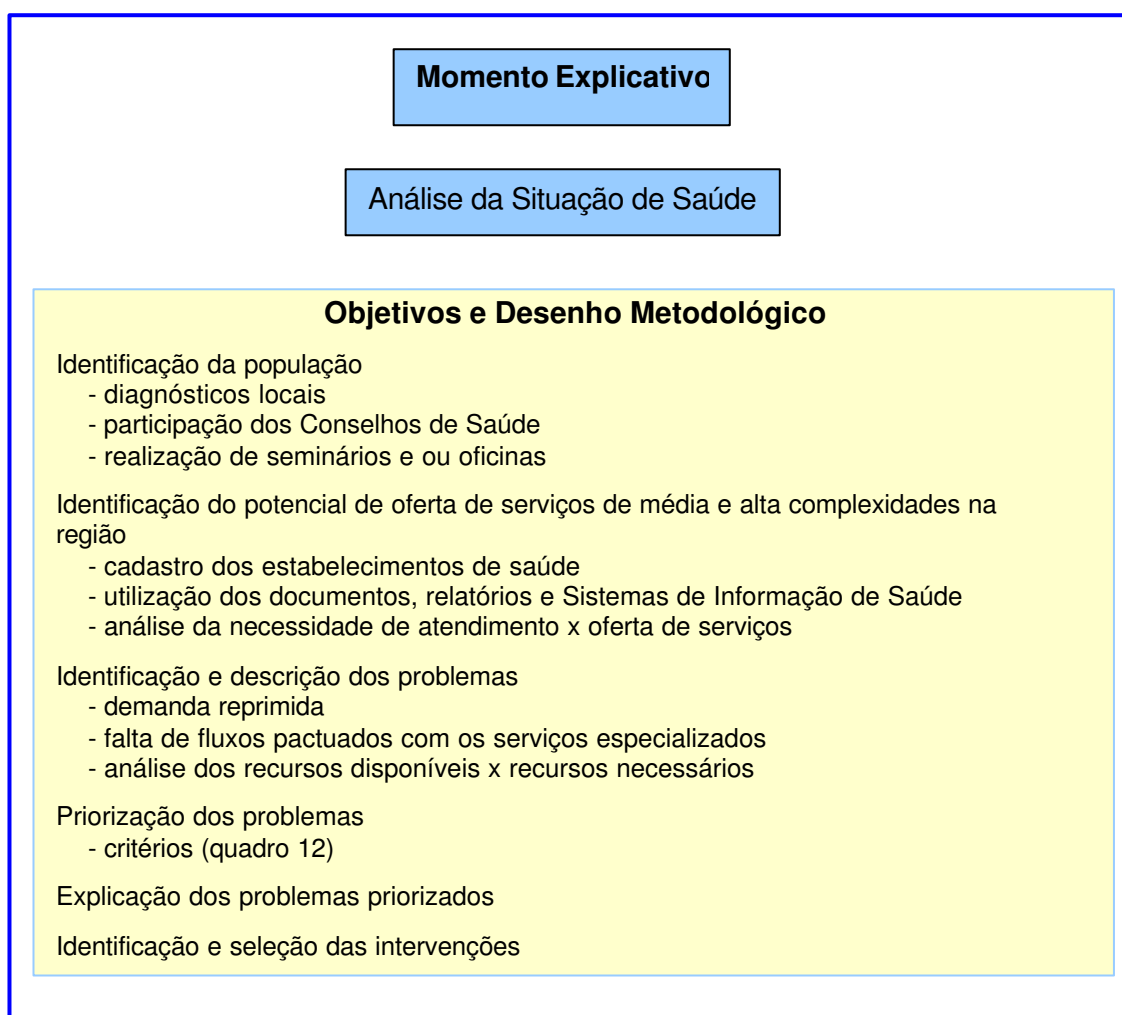 Momento Explicativo
Análise da Situação de Saúde
Objetivos e Desenho Metodológico
Identificação da população
- diagnósticos locais
- participação dos Conselhos de Saúde
- realização de seminários e ou oficinas
Identificação do potencial de oferta de serviços de média e alta complexidades na
região
- cadastro dos estabelecimentos de saúde
- utilização dos documentos, relatórios e Sistemas de Informação de Saúde
- análise da necessidade de atendimento x oferta de serviços
Identificação e descrição dos problemas
- demanda reprimida
- falta de fluxos pactuados com os serviços especializados
- análise dos recursos disponíveis x recursos necessários
Priorização dos problemas
- critérios (quadro 12)
Explicação dos problemas priorizados
Identificação e seleção das intervenções